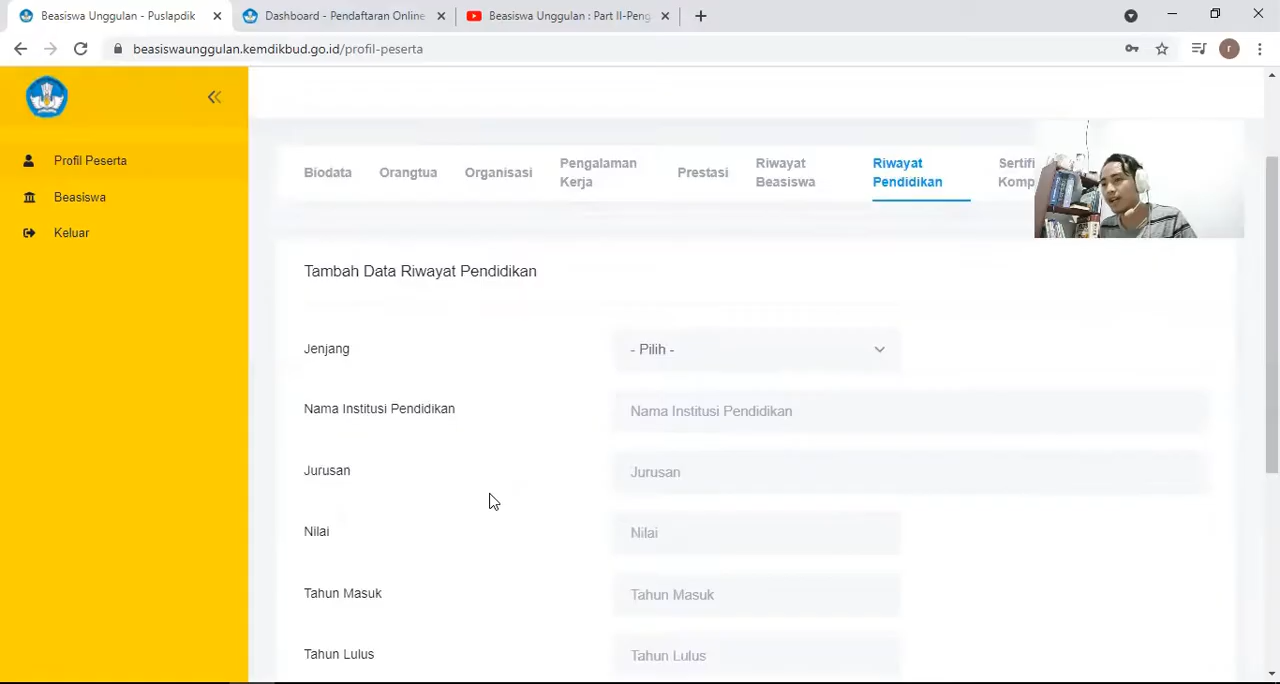 Beasiswa Unggulan - Puslapdik
Dashboard - Pendaftaran Online
Beasiswa Unggulan : Part II-Peng
beasiswaunggulan.kemdikbud.go.id/profil-peserta
r
Profil Peserta
Beasiswa
Keluar
Biodata
Orangtua
Organisasi
Pengalaman
Kerja
Prestasi
Riwayat
Beasiswa
Riwayat
Pendidikan
Sertifi
Komp
Tambah Data Riwayat Pendidikan
Jenjang
- Pilih -
Nama Institusi Pendidikan
Nama Institusi Pendidikan
Jurusan
Jurusan
Nilai
Nilai
Tahun Masuk
Tahun Masuk
Tahun Lulus
Tahun Lulus